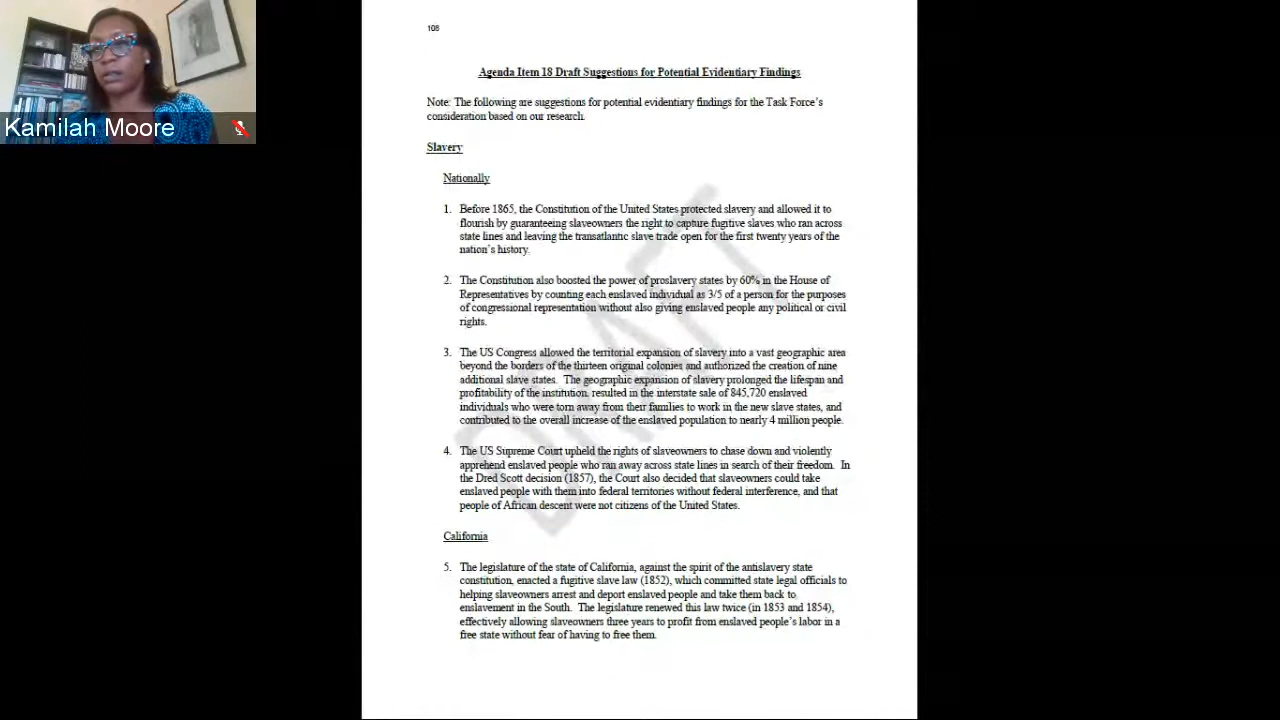 Kamilah Moore
108
Agenda Item 18 Draft Suggestions for Potential Evidentiary Findings
Note: The following are suggestions for potential evidentiary findings for the Task Force's
consideration based on our research.
Slavery
Nationally
1. Before 1865, the Constitution of the United States protected slavery and allowed it to
flourish by guaranteeing slaveowners the right to capture fugitive slaves who ran across
state lines and leaving the transatlantic slave trade open for the first twenty years of the
nation's history.
2. The Constitution also boosted the power of proslavery states by 60% in the House of
Representatives by counting each enslaved individual as 3/5 of a person for the purposes
of congressional representation without also giving enslaved people any political or civil
rights.
3. The US Congress allowed the territorial expansion of slavery into a vast geographic area
beyond the borders of the thirteen original colonies and authorized the creation of nine
additional slave states. The geographic expansion of slavery prolonged the lifespan and
profitability of the institution, resulted in the interstate sale of 845,720 enslaved
individuals who were torn away from their families to work in the new slave states, and
contributed to the overall increase of the enslaved population to nearly 4 million people.
4. The US Supreme Court upheld the rights of slaveowners to chase down and violently
apprehend enslaved people who ran away across state lines in search of their freedom. In
the Dred Scott decision (1857), the Court also decided that slaveowners could take
enslaved people with them into federal territories without federal interference, and that
people of African descent were not citizens of the United States.
California
5. The legislature of the state of California, against the spirit of the antislavery state
constitution, enacted a fugitive slave law (1852), which committed state legal officials to
helping slaveowners arrest and deport enslaved people and take them back to
enslavement in the South. The legislature renewed this law twice (in 1853 and 1854),
effectively allowing slaveowners three years to profit from enslaved people's labor in a
free state without fear of having to free them.
DRAFT